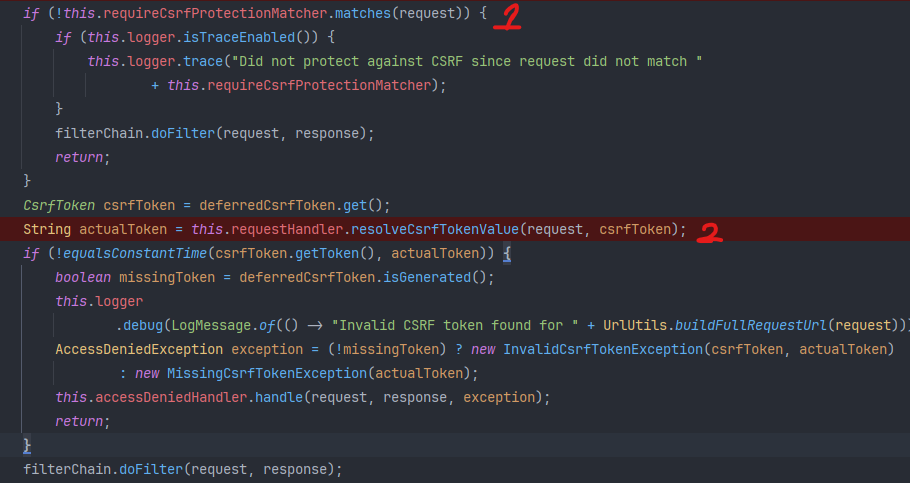 if (!this.requireCsrfProtectionMatcher.matches(request)) { 1
if (this.logger.isTraceEnabled()) {
this.logger.trace("Did not protect against CSRF since request did not match "
+ this.requireCsrfProtectionMatcher);
}
filterChain.doFilter(request, response);
return;
}
CsrfToken csrfToken = deferredCsrfToken.get();
String actualToken = this.requestHandler.resolveCsrfTokenValue(request, csrfToken); 2
if (!equalsConstantTime(csrfToken.getToken(), actualToken)) {
boolean missingToken = deferredCsrfToken.isGenerated();
this.logger
.debug(LogMessage.of(() -> "Invalid CSRF token found for " + UrlUtils.buildFullRequestUrl(request)))
AccessDeniedException exception = (!missingToken) ? new InvalidCsrfTokenException(csrfToken, actualToken)
: new MissingCsrfTokenException(actualToken);
this.accessDeniedHandler.handle(request, response, exception);
return;
}
filterChain.doFilter(request, response);